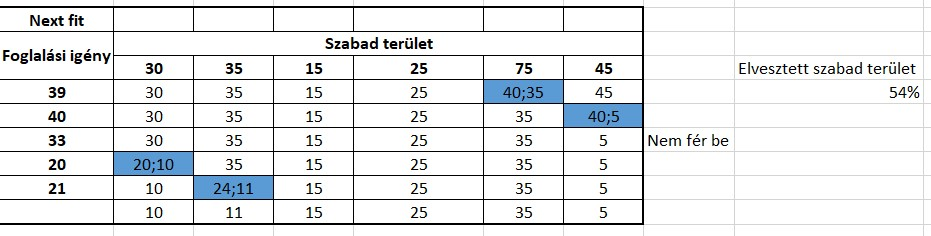 Next fit
Foglalási igény Szabad terület
30 35 15 25 75 45 Elvesztett szabad terület
39 30 35 15 25 40;35 45 54%
40 30 35 15 25 35 40;5
33 30 35 15 25 35 5 Nem fér be
20 20;10 35 15 25 35 5
21 10 24;11 15 25 35 5
10 11 15 25 35 5